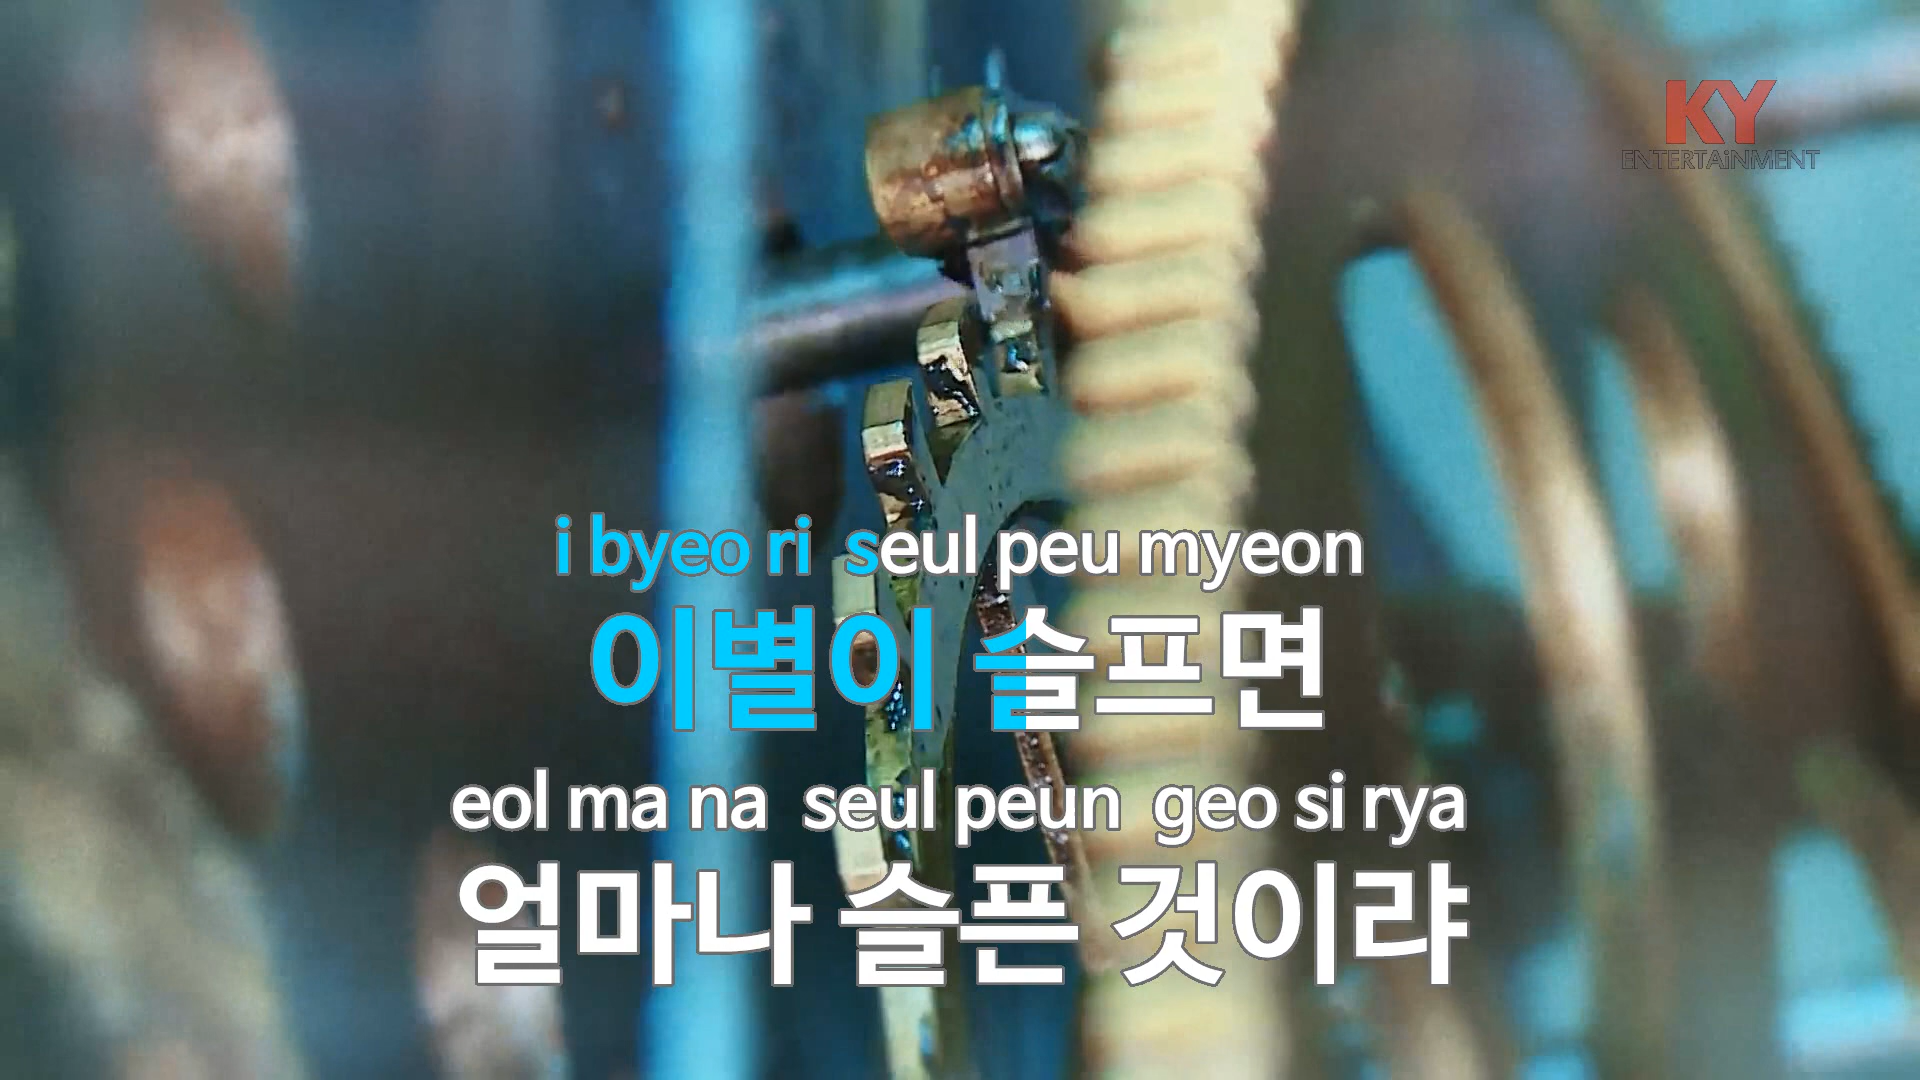 KY
ENTERTAiNMENT
i byeo ri seul peu myeon
이별이 슬프면
eol ma na seul peun geo si rya
얼마나 슬픈 것이랴